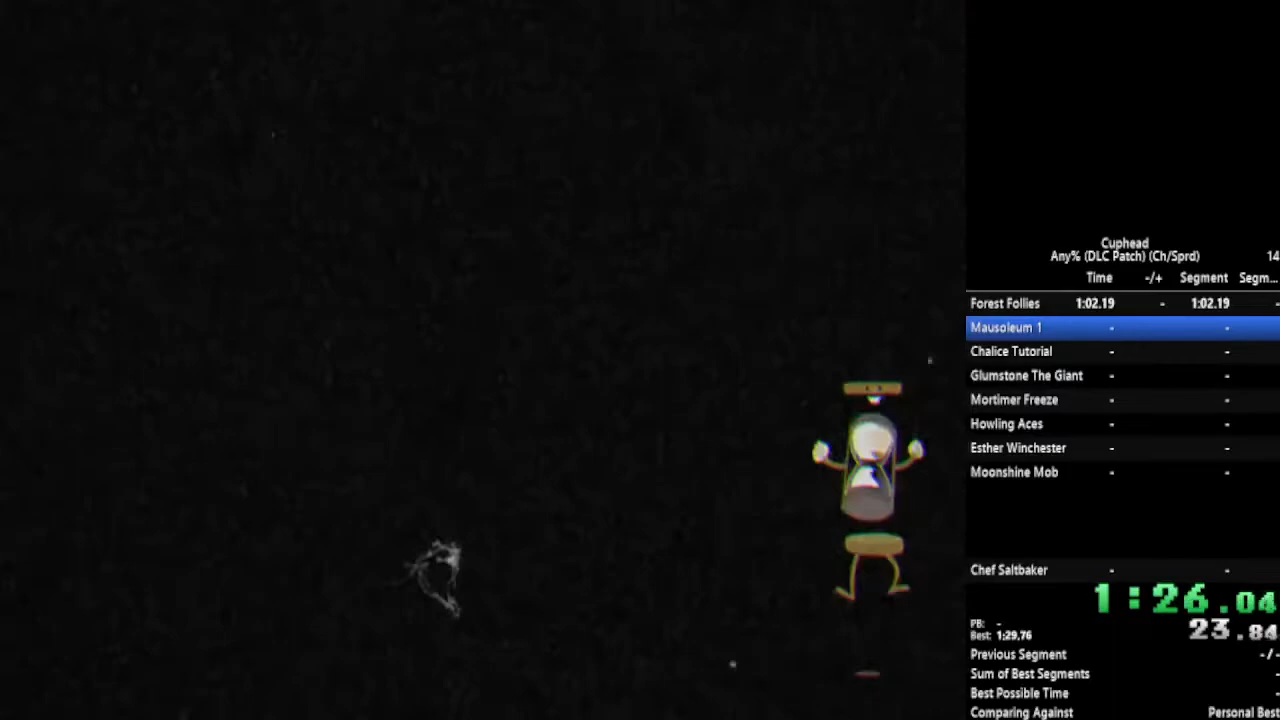 Cuphead
Any% (DLC Patch) (Ch/Sprd) 14
Time -/+ Segment Segm...
Forest Follies 1:02.19 - 1:02.19 -
Mausoleum 1 - -
Chalice Tutorial - -
Glumstone The Giant - -
Mortimer Freeze - -
Howling Aces - -
Esther Winchester - -
Moonshine Mob - -
Chef Saltbaker - -
1:26.04
PB: -
23.84
Best: 1:29,76
Previous Segment -/-
Sum of Best Segments -
Best Possible Time -
Comparing Against Personal Best